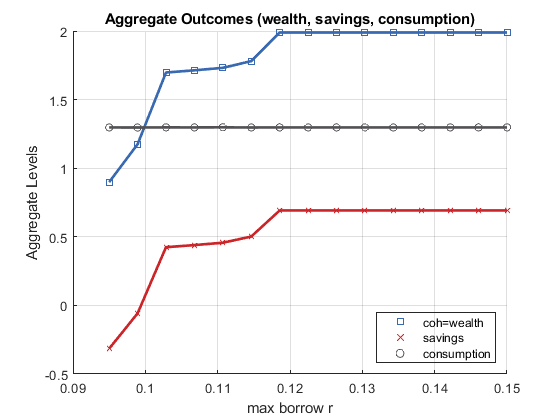 Aggregate Outcomes (wealth, savings, consumption)
Aggregate Levels
2
1.5
1
0.5
0
-0.5
0.09
0.1
0.11
0.12
0.13
0.14
0.15
max borrow r
coh=wealth
savings
consumption